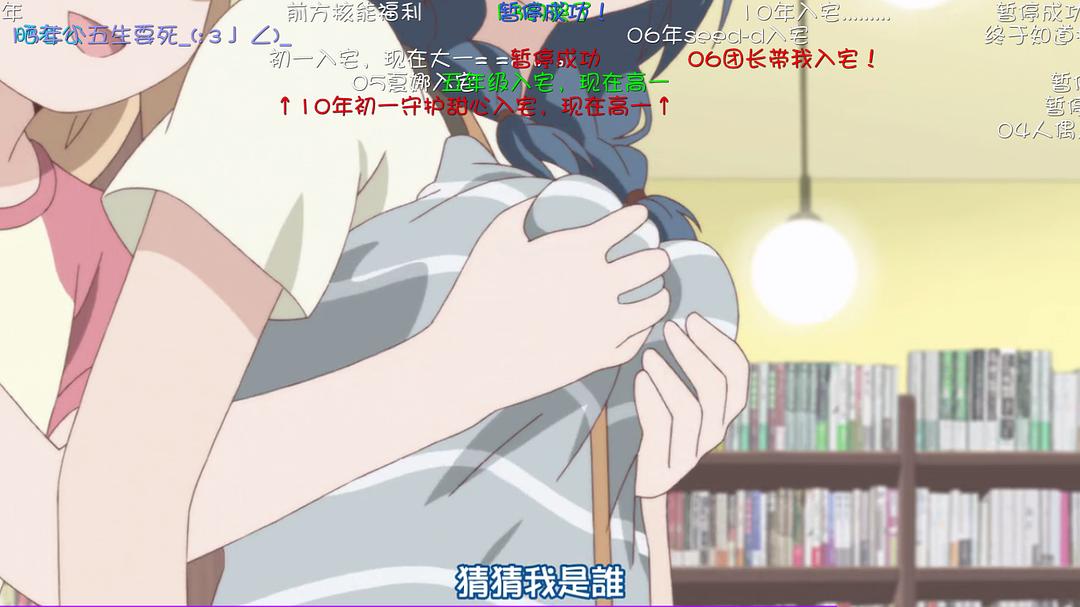 年
前方核能福利
暂停成功！
10年入宅………
暂停成功
五生要死_(:3」∠)_
06年seed-d入宅
终于知道
初一入宅，现在大一= =
暂停成功
06团长带我入宅！
05夏娜入宅
五年级入宅，现在高一
暂
↑10年初一守护甜心入宅，现在高一↑
暂停
04人偶
猜猜我是誰